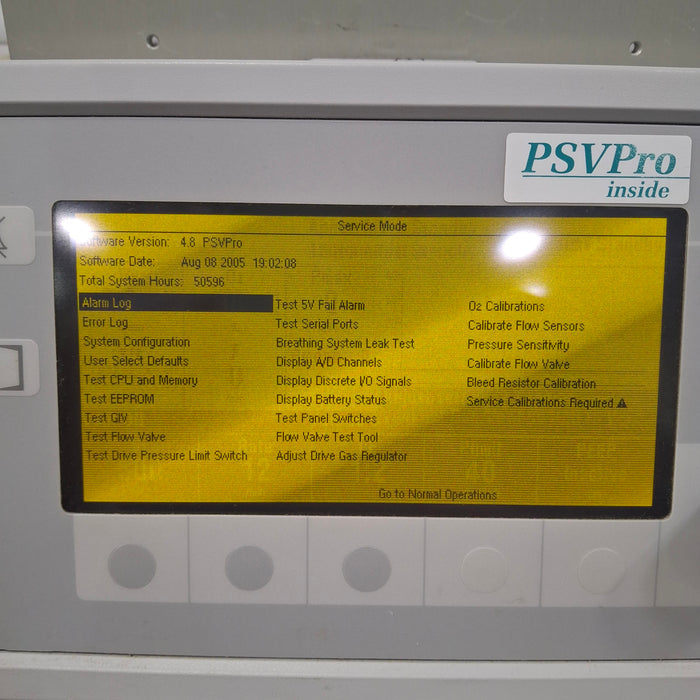 PSVPro
inside
Service Mode
Software Version: 4.8 PSVPro
Software Date: Aug 08 2005 19:02:08
Total System Hours: 50596
Alarm Log
Error Log
System Configuration
User Select Defaults
Test CPU and Memory
Test EEPROM
Test GIV
Test Flow Valve
Test Drive Pressure Limit Switch
Test 5V Fail Alarm
Test Serial Ports
Breathing System Leak Test
Display A/D Channels
Display Discrete I/O Signals
Display Battery Status
Test Panel Switches
Flow Valve Test Tool
Adjust Drive Gas Regulator
O2 Calibrations
Calibrate Flow Sensors
Pressure Sensitivity
Calibrate Flow Valve
Bleed Resistor Calibration
Service Calibrations Required
Go to Normal Operations